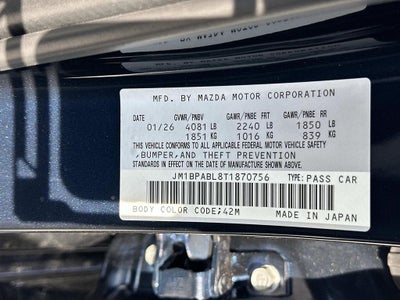 MFD. BY MAZDA MOTOR CORPORATION
GVWR/PNBV GAWR/PNBE FRT GAWR/PNBE RR
01/26 4081 LB 2240 LB 1850 LB
1851 KG 1016 KG 839 KG
THIS VEHICLE CONFORMS TO ALL APPLICABLE FEDERAL MOTOR VEHICLE SAFETY
,BUMPER,AND THEFT PREVENTION
STANDARDS IN EFFECT ON THE DATE OF MANUFACTURE SHOWN ABOVE.
JM1BPABL8T1870756 TYPE:PASS CAR
BODY COLOR CODE;42M MADE IN JAPAN